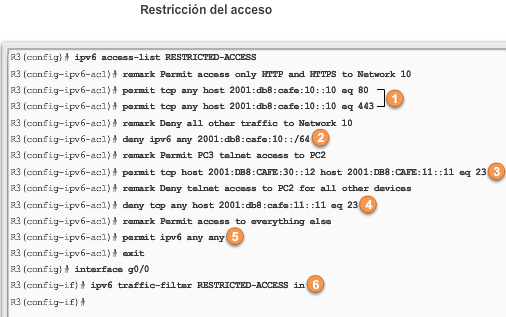 Restricción del acceso
R3(config)# ipv6 access-list RESTRICTED-ACCESS
R3(config-ipv6-acl)# remark Permit access only HTTP and HTTPS to Network 10
R3(config-ipv6-acl)# permit tcp any host 2001:db8:cafe:10::10 eq 80
R3(config-ipv6-acl)# permit tcp any host 2001:db8:cafe:10::10 eq 443 1
R3(config-ipv6-acl)# remark Deny all other traffic to Network 10
R3(config-ipv6-acl)# deny ipv6 any 2001:db8:cafe:10::/64 2
R3(config-ipv6-acl)# remark Permit PC3 telnet access to PC2
R3(config-ipv6-acl)# permit tcp host 2001:DB8:CAFE:30::12 host 2001:DB8:CAFE:11::11 eq 23 3
R3(config-ipv6-acl)# remark Deny telnet access to PC2 for all other devices
R3(config-ipv6-acl)# deny tcp any host 2001:db8:cafe:11::11 eq 23 4
R3(config-ipv6-acl)# remark Permit access to everything else
R3(config-ipv6-acl)# permit ipv6 any any 5
R3(config-ipv6-acl)# exit
R3(config)# interface g0/0
R3(config-if)# ipv6 traffic-filter RESTRICTED-ACCESS in 6
R3(config-if)#